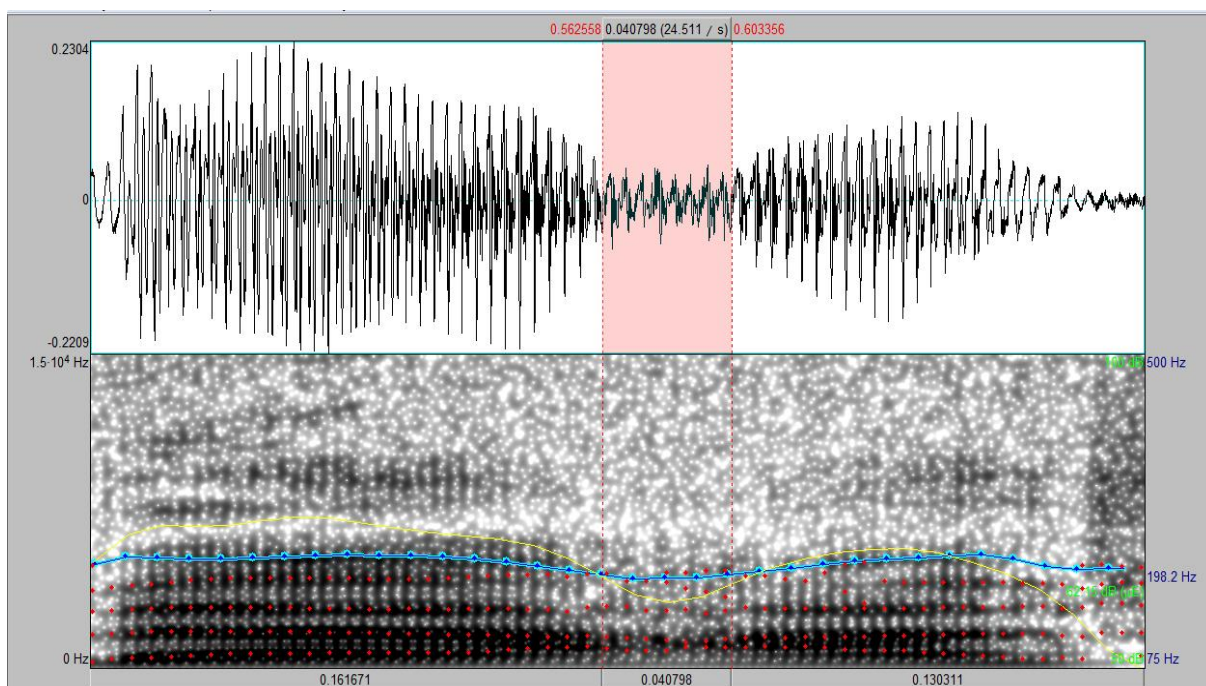 0.562558 0.040798 (24.511 / s) 0.603356
0.2304
0
-0.2209
1.5·10⁴ Hz
500 Hz
198.2 Hz
0 Hz
75 Hz
0.161671 0.040798 0.130311